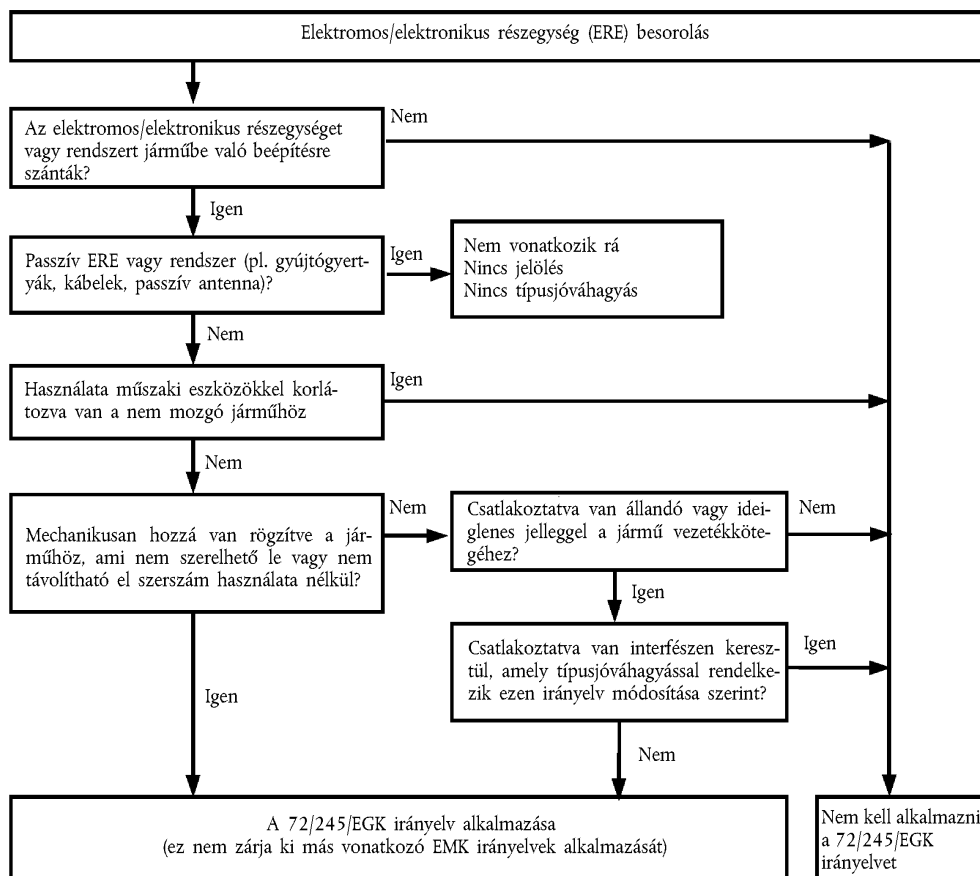 Elektromos/elektronikus részegység (ERE) besorolás
Az elektromos/elektronikus részegységet
vagy rendszert járműbe való beépítésre
szánták?
Nem
Igen
Passzív ERE vagy rendszer (pl. gyújtógyert-
yák, kábelek, passzív antenna)?
Igen
Nem vonatkozik rá
Nincs jelölés
Nincs típusjóváhagyás
Nem
Használata műszaki eszközökkel korlá-
tozva van a nem mozgó járműhöz
Igen
Nem
Mechanikusan hozzá van rögzítve a jár-
műhöz, ami nem szerelhető le vagy nem
távolítható el szerszám használata nélkül?
Nem
Csatlakoztatva van állandó vagy idei-
glenes jelleggel a jármű vezetékköte-
géhez?
Nem
Igen
Csatlakoztatva van interfészen keresz-
tül, amely típusjóváhagyással rendelke-
zik ezen irányelv módosítása szerint?
Igen
Igen
Nem
A 72/245/EGK irányelv alkalmazása
(ez nem zárja ki más vonatkozó EMK irányelvek alkalmazását)
Nem kell alkalmazni
a 72/245/EGK
irányelvet